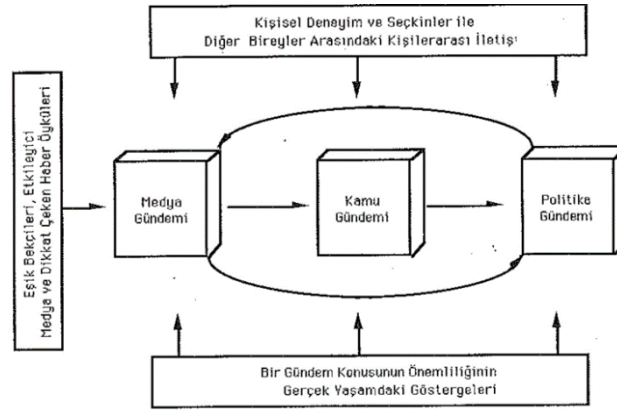 Kişisel Deneyim ve Seçkinler ile
Diğer Bireyler Arasındaki Kişilerarası İletişi
Eşik Bekçileri, Etkileyici
Medya ve Dikkat Çeken Haber Öyküleri
Medya
Gündemi
Kamu
Gündemi
Politika
Gündemi
Bir Gündem Konusunun Önemliliğinin
Gerçek Yaşamdaki Göstergeleri